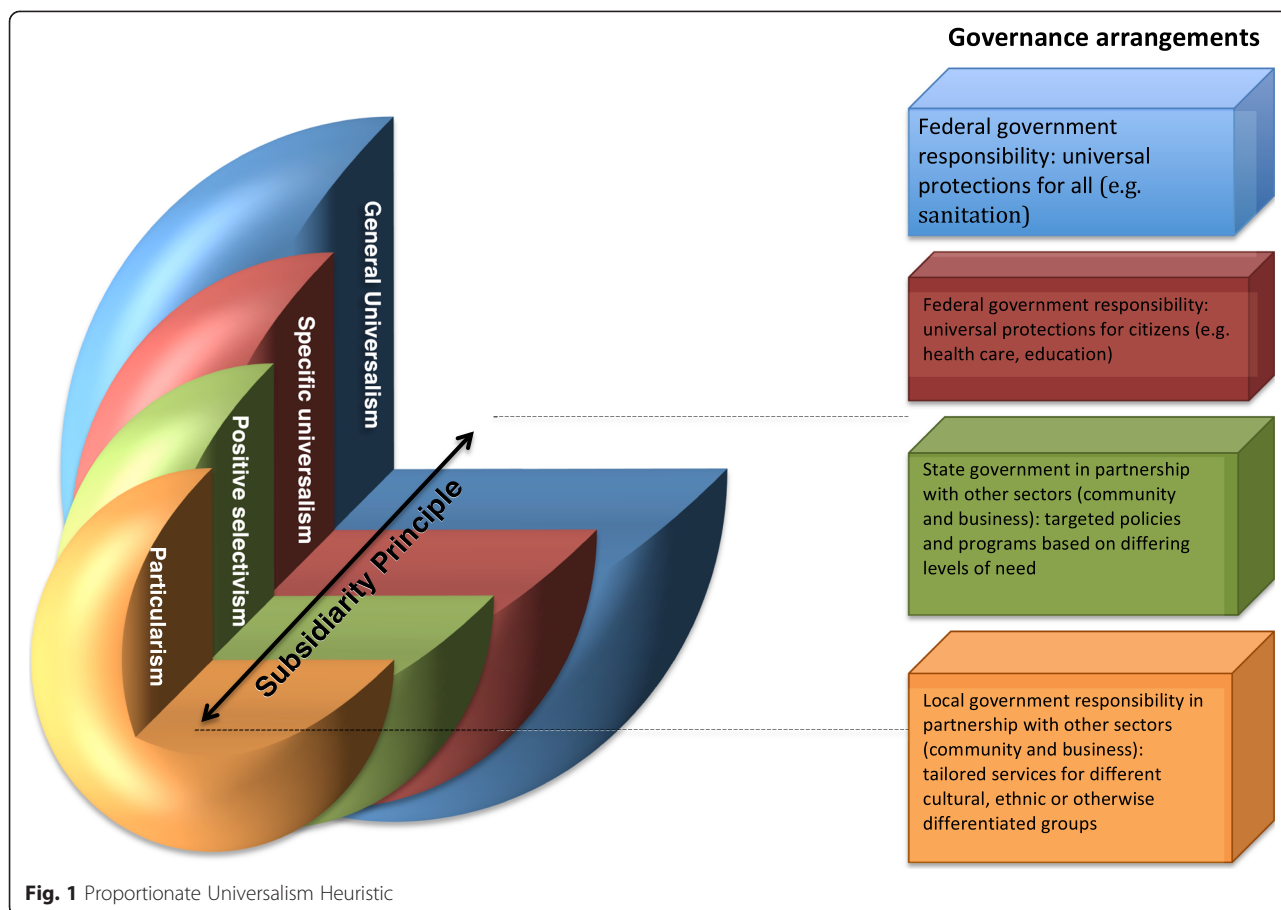 Governance arrangements
Federal government
responsibility: universal
protections for all (e.g.
sanitation)
Federal government responsibility:
universal protections for citizens (e.g.
health care, education)
State government in partnership
with other sectors (community
and business): targeted policies
and programs based on differing
levels of need
Local government responsibility in
partnership with other sectors
(community and business):
tailored services for different
cultural, ethnic or otherwise
differentiated groups
General Universalism
Specific universalism
Positive selectivism
Particularism
Subsidiarity Principle
Fig. 1 Proportionate Universalism Heuristic